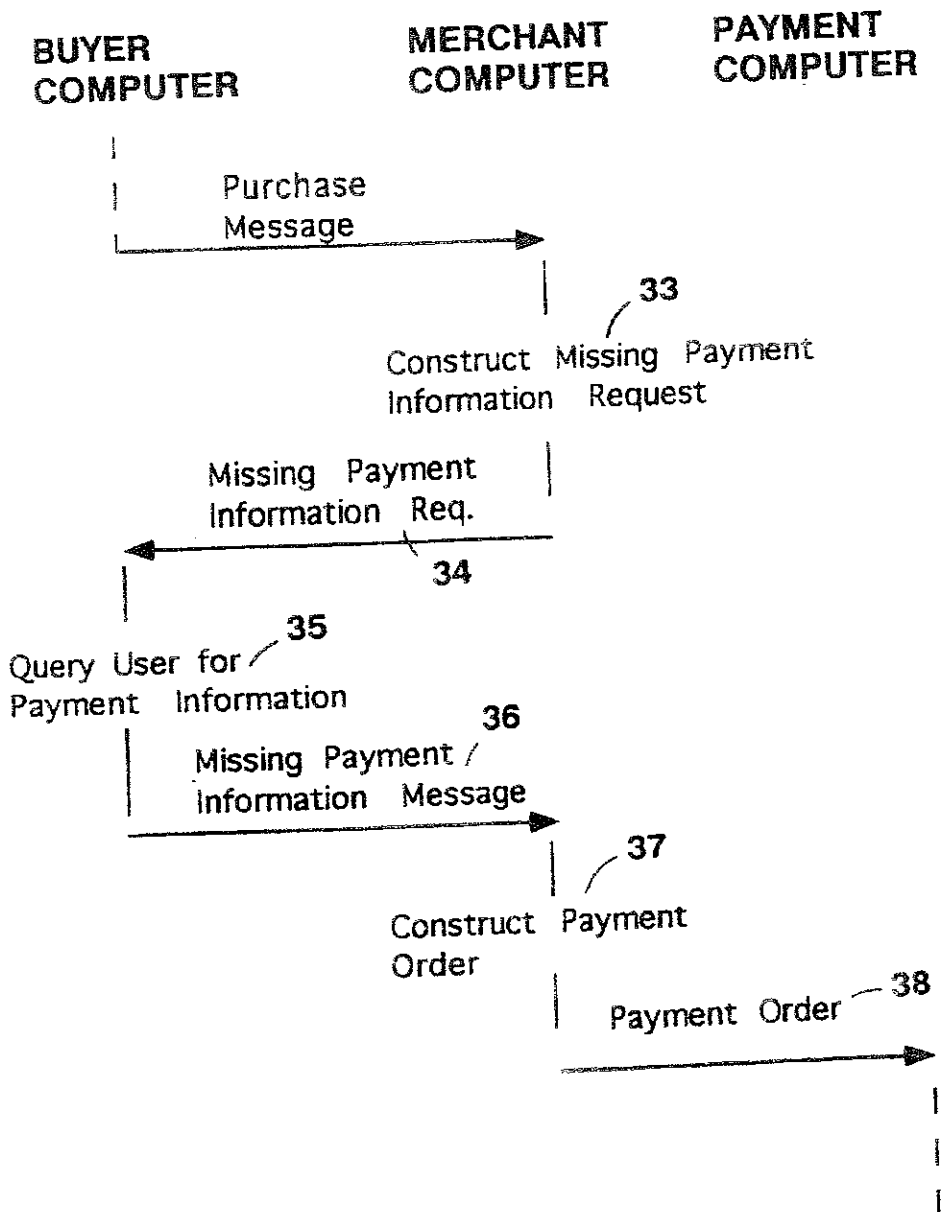 BUYER
COMPUTER
MERCHANT
COMPUTER
PAYMENT
COMPUTER
Purchase
Message
33
Construct Missing Payment
Information Request
Missing Payment
Information Req.
34
35
Query User for
Payment Information
36
Missing Payment
Information Message
37
Construct Payment
Order
38
Payment Order